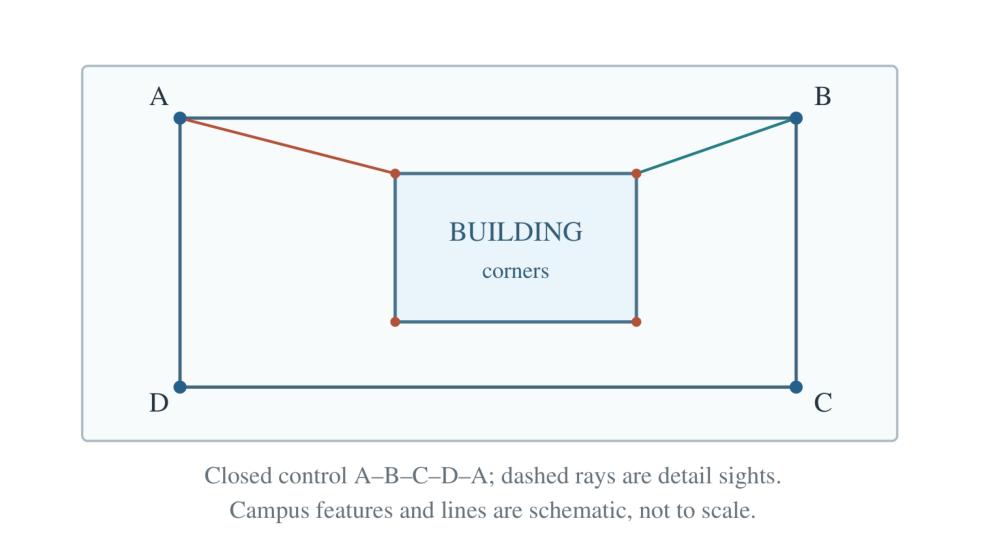 A
B
BUILDING
corners
D
C
Closed control A–B–C–D–A; dashed rays are detail sights.
Campus features and lines are schematic, not to scale.